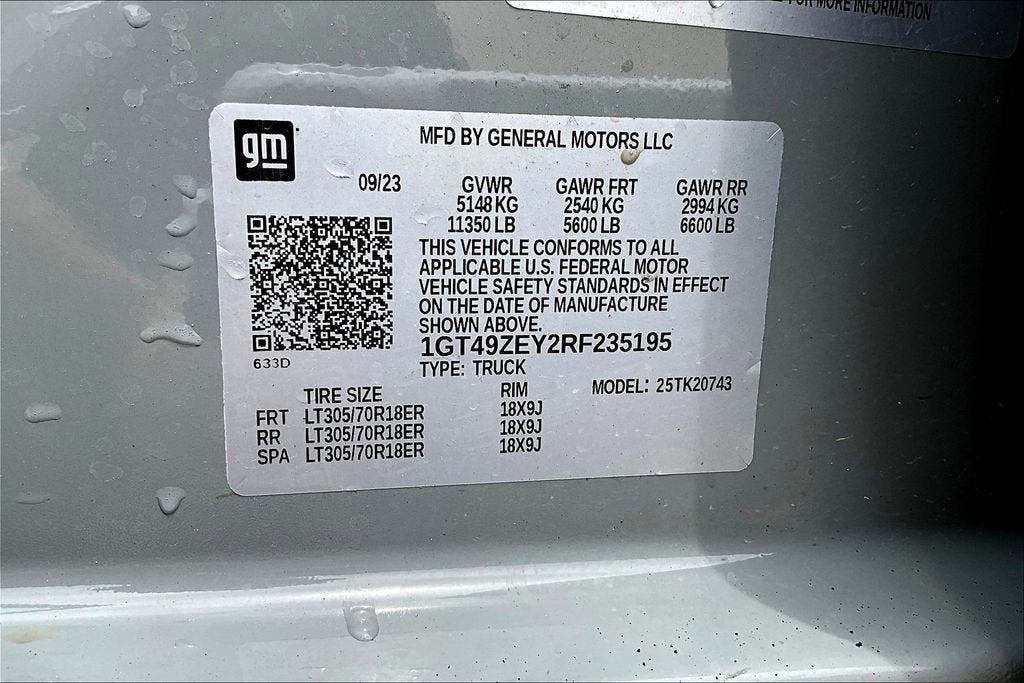 FOR MORE INFORMATION
gm
MFD BY GENERAL MOTORS LLC
09/23
GVWR GAWR FRT GAWR RR
5148 KG 2540 KG 2994 KG
11350 LB 5600 LB 6600 LB
THIS VEHICLE CONFORMS TO ALL
APPLICABLE U.S. FEDERAL MOTOR
VEHICLE SAFETY STANDARDS IN EFFECT
ON THE DATE OF MANUFACTURE
SHOWN ABOVE.
1GT49ZEY2RF235195
633D
TYPE: TRUCK
TIRE SIZE RIM MODEL: 25TK20743
FRT LT305/70R18ER 18X9J
RR LT305/70R18ER 18X9J
SPA LT305/70R18ER 18X9J